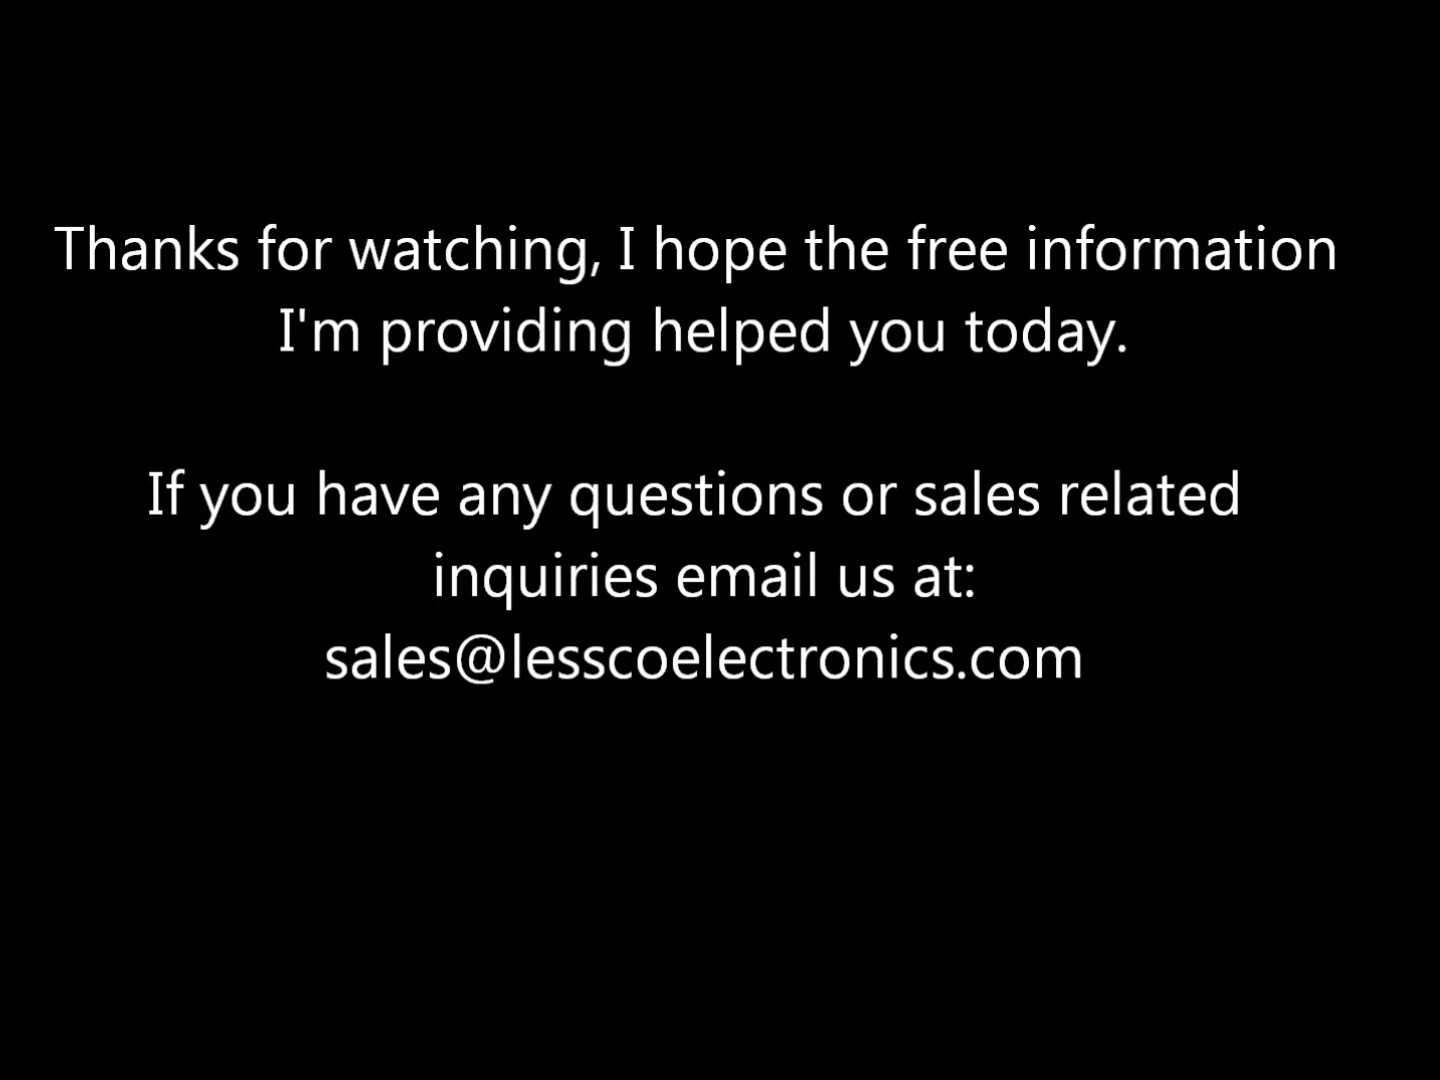 Thanks for watching, I hope the free information
I'm providing helped you today.
If you have any questions or sales related
inquiries email us at:
sales@lesscoelectronics.com